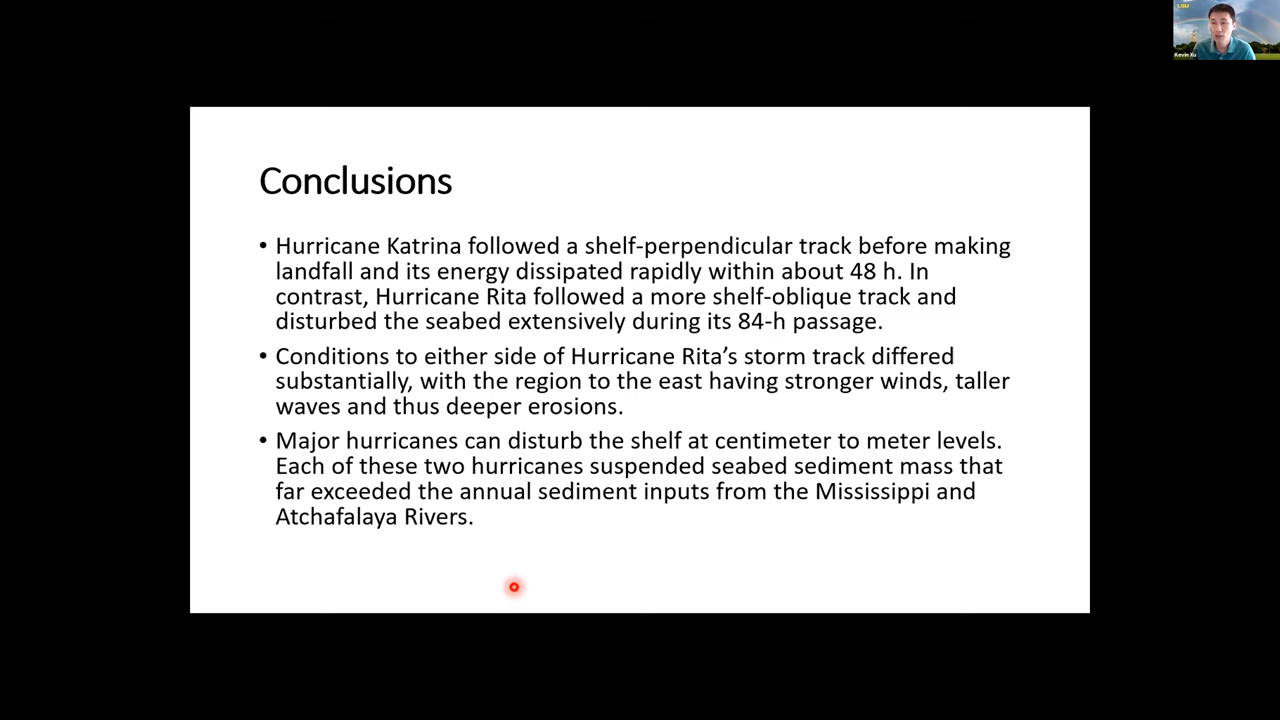 LSU
Kevin Xu
Conclusions
• Hurricane Katrina followed a shelf-perpendicular track before making
landfall and its energy dissipated rapidly within about 48 h. In
contrast, Hurricane Rita followed a more shelf-oblique track and
disturbed the seabed extensively during its 84-h passage.
• Conditions to either side of Hurricane Rita’s storm track differed
substantially, with the region to the east having stronger winds, taller
waves and thus deeper erosions.
• Major hurricanes can disturb the shelf at centimeter to meter levels.
Each of these two hurricanes suspended seabed sediment mass that
far exceeded the annual sediment inputs from the Mississippi and
Atchafalaya Rivers.